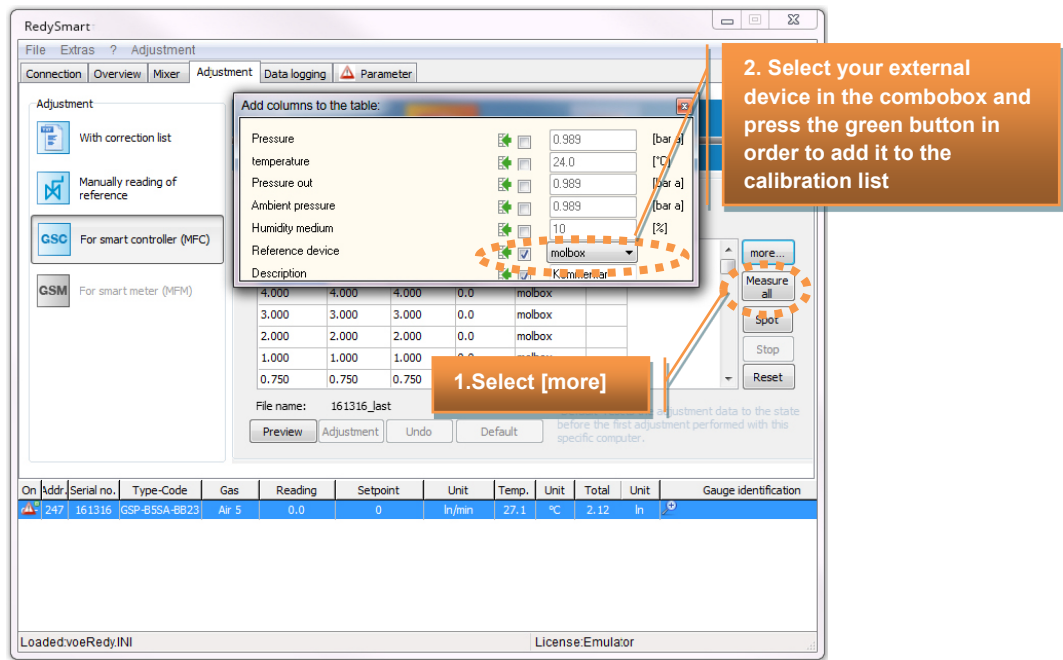 RedySmart
File Extras ? Adjustment
Connection Overview Mixer Adjustment Data logging Parameter
2. Select your external
device in the combobox and
press the green button in
order to add it to the
calibration list
Adjustment
With correction list
Manually reading of
reference
GSC For smart controller (MFC)
GSM For smart meter (MFM)
Add columns to the table:
Pressure 0.989 [bar a]
temperature 24.0 [°C]
Pressure out 0.989 [bar a]
Ambient pressure 0.989 [bar a]
Humidity medium 10 [%]
Reference device molbox
Description Kommentar
more...
Measure
all
Spot
Stop
Reset
4.000 4.000 4.000 0.0 molbox
3.000 3.000 3.000 0.0 molbox
2.000 2.000 2.000 0.0 molbox
1.000 1.000 1.000 0.0 molbox
0.750 0.750 0.750
1.Select [more]
File name: 161316_last
adjustment data to the state
before the first adjustment performed with this
specific computer.
Preview Adjustment Undo Default
On Addr. Serial no. Type-Code Gas Reading Setpoint Unit Temp. Unit Total Unit Gauge identification
247 161316 GSP-B5SA-BB23 Air 5 0.0 0 ln/min 27.1 °C 2.12 ln
Loaded:voeRedy.INI License:Emulator